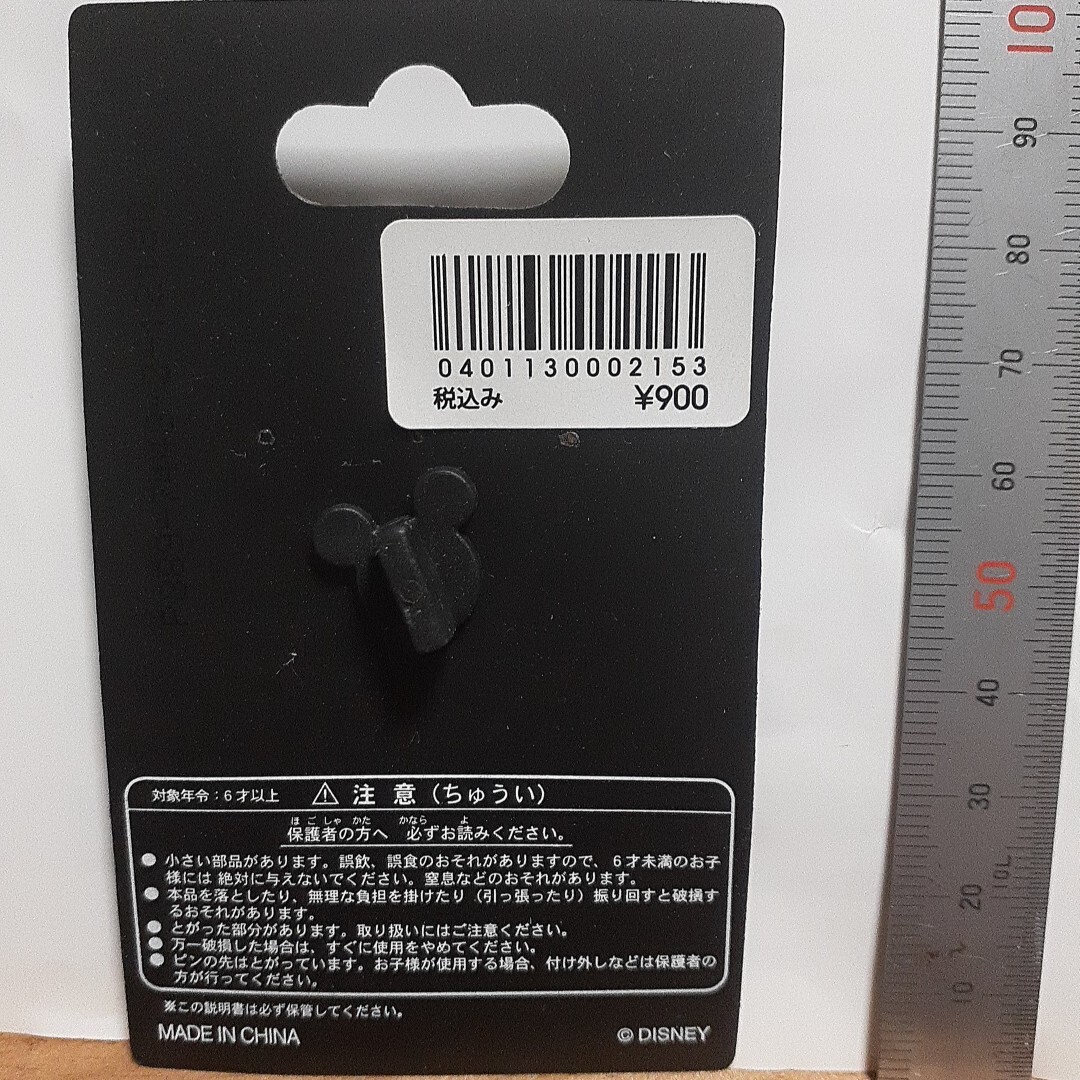 0401130002153
税込み ¥900
対象年令：6才以上 ⚠ 注 意（ちゅうい）
ほごしゃ かた かなら よ
保護者の方へ 必ずお読みください。
● 小さい部品があります。誤飲、誤食のおそれがありますので、6才未満のお子
様には 絶対に与えないでください。窒息などのおそれがあります。
● 本品を落としたり、無理な負担を掛けたり（引っ張ったり）振り回すと破損す
るおそれがあります。
● とがった部分があります。取り扱いにはご注意ください。
● 万一破損した場合は、すぐに使用をやめてください。
● ピンの先はとがっています。お子様が使用する場合、付け外しなどは保護者の
方が行ってください。
※この説明書は必ず保管してください。
MADE IN CHINA © DISNEY
10
90
80
70
60
50
40
30
20
10